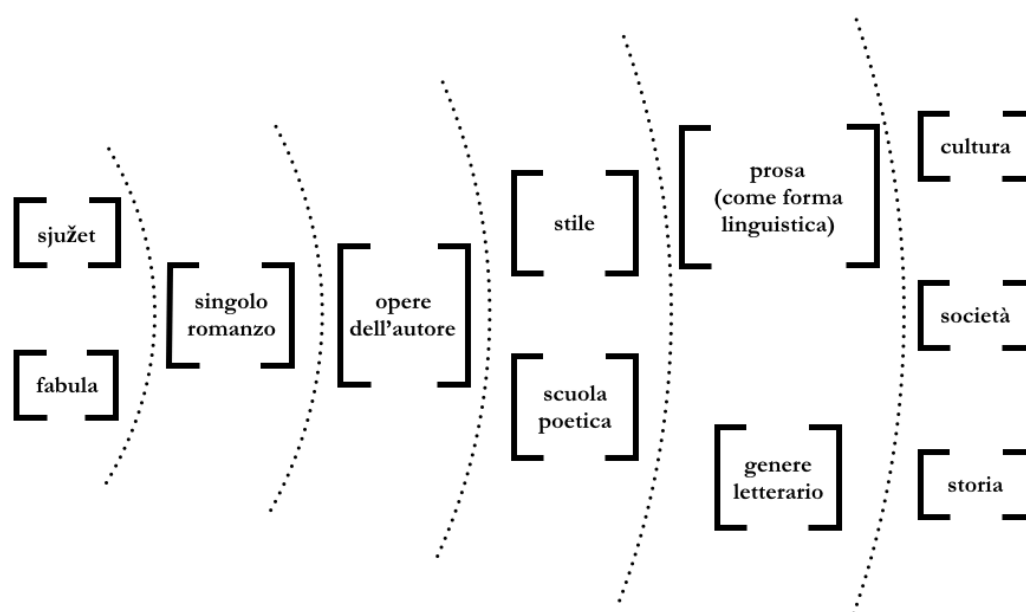 sjužet
fabula
singolo
romanzo
opere
dell'autore
stile
scuola
poetica
prosa
(come forma
linguistica)
genere
letterario
cultura
società
storia